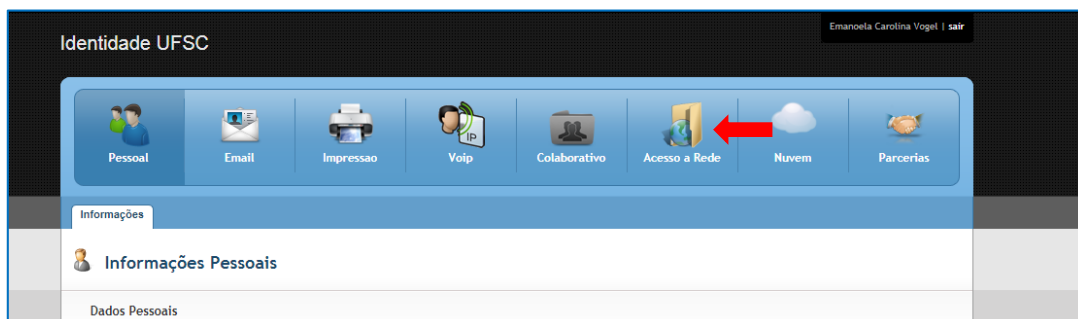 Emanoela Carolina Vogel | sair
Identidade UFSC
IP
Pessoal
Email
Impressao
Voip
Colaborativo
Acesso a Rede
Nuvem
Parcerias
Informações
Informações Pessoais
Dados Pessoais